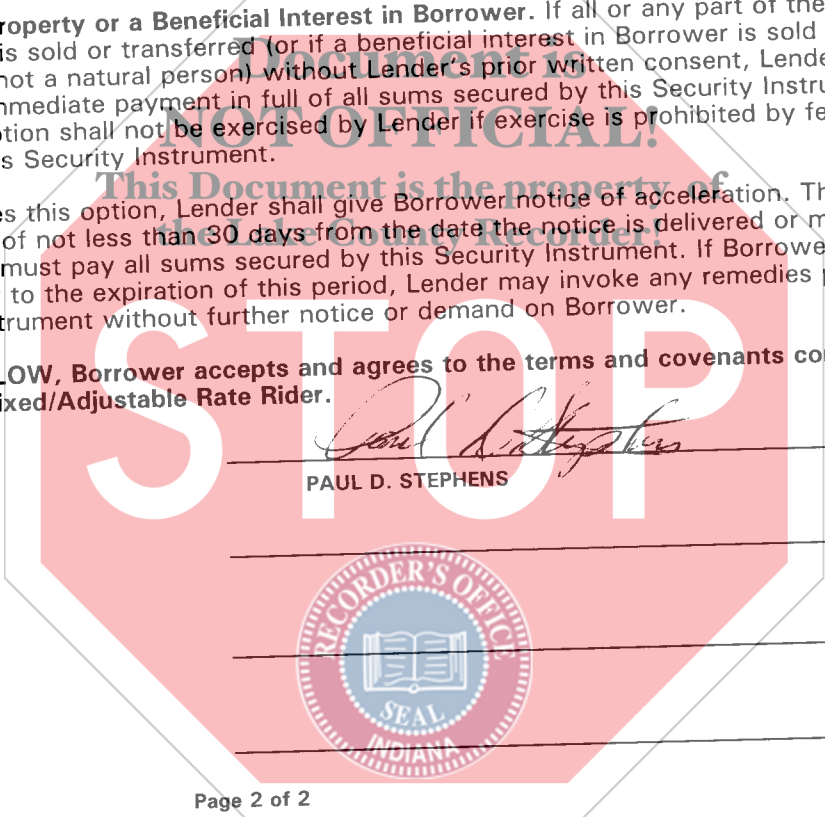 roperty or a Beneficial Interest in Borrower. If all or any part of the
is sold or transferred (or if a beneficial interest in Borrower is sold
not a natural person) without Lender's prior written consent, Lende
nmediate payment in full of all sums secured by this Security Instru
otion shall not be exercised by Lender if exercise is prohibited by fe
s Security Instrument.
Document is
NOT OFFICIAL!
This Document is the property of
the Lake County Recorder!
es this option, Lender shall give Borrower notice of acceleration. Th
of not less than 30 days from the date the notice is delivered or m
must pay all sums secured by this Security Instrument. If Borrowe
to the expiration of this period, Lender may invoke any remedies p
trument without further notice or demand on Borrower.
STOP
LOW, Borrower accepts and agrees to the terms and covenants co
ixed/Adjustable Rate Rider.
Paul D. Stephens
PAUL D. STEPHENS
RECORDER'S OFFICE
SEAL
INDIANA
Page 2 of 2